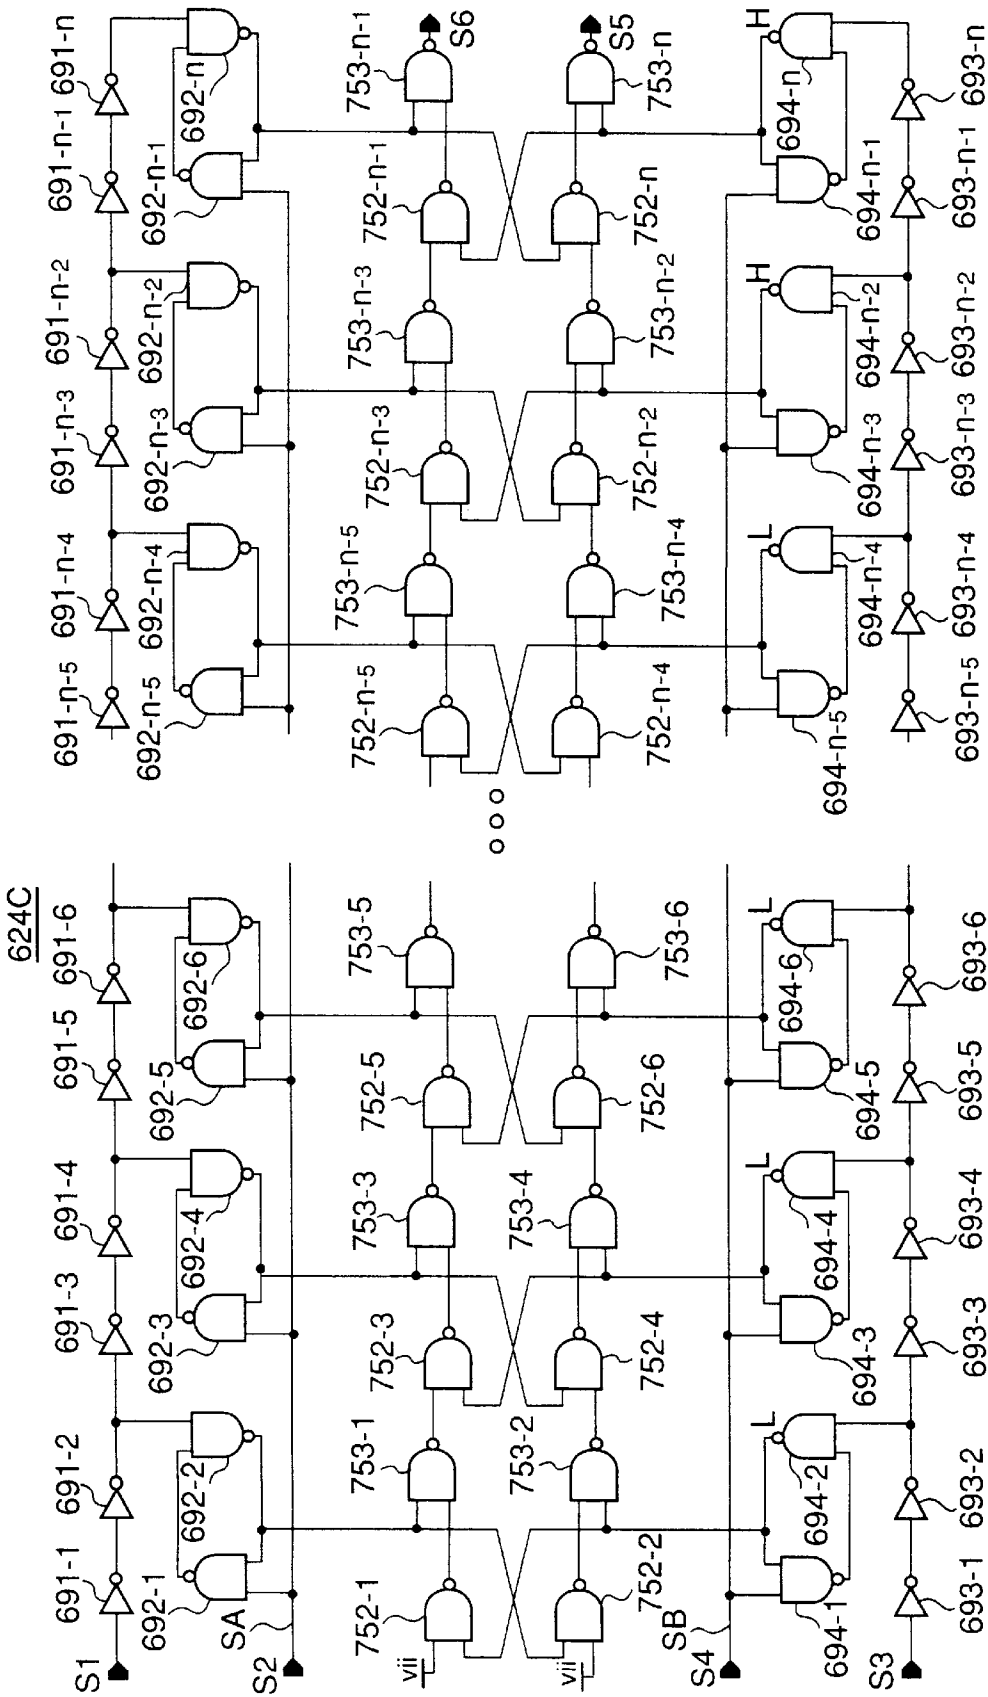 624C
S1 691-1 691-2 691-3 691-4 691-5 691-6 691-n-5 691-n-4 691-n-3 691-n-2 691-n-1 691-n
692-1 692-2 692-3 692-4 692-5 692-6 692-n-5 692-n-4 692-n-3 692-n-2 692-n-1 692-n
SA
S2
752-1 753-1 752-3 753-3 752-5 753-5 752-n-5 753-n-5 752-n-3 753-n-3 752-n-1 753-n-1
vii S6
vii S5
752-2 753-2 752-4 753-4 752-6 753-6 752-n-4 753-n-4 752-n-2 753-n-2 752-n 753-n
SB
S4
L L L L H H
694-1 694-2 694-3 694-4 694-5 694-6 694-n-5 694-n-4 694-n-3 694-n-2 694-n-1 694-n
S3
693-1 693-2 693-3 693-4 693-5 693-6 693-n-5 693-n-4 693-n-3 693-n-2 693-n-1 693-n